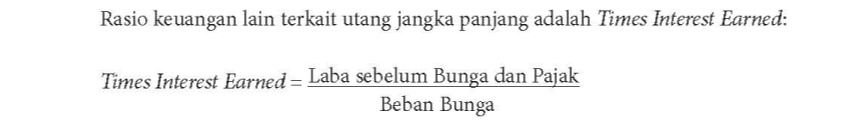 Rasio keuangan lain terkait utang jangka panjang adalah Times Interest Earned:
Times Interest Earned = Laba sebelum Bunga dan Pajak
Beban Bunga